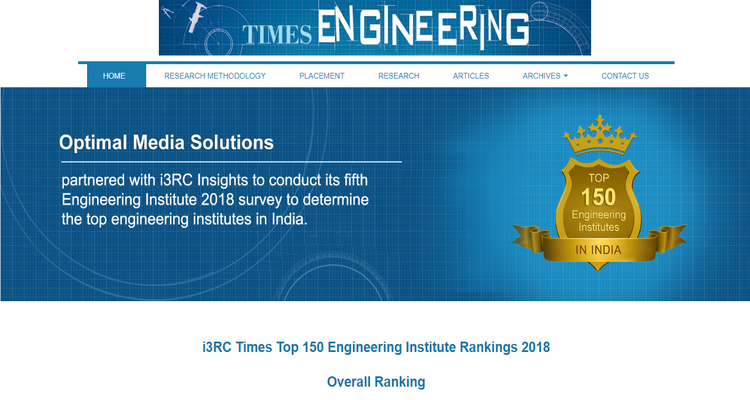 TIMES ENGINEERING
HOME RESEARCH METHODOLOGY PLACEMENT RESEARCH ARTICLES ARCHIVES CONTACT US
Optimal Media Solutions
partnered with i3RC Insights to conduct its fifth
Engineering Institute 2018 survey to determine
the top engineering institutes in India.
TOP
150
Engineering
Institutes
IN INDIA
i3RC Times Top 150 Engineering Institute Rankings 2018
Overall Ranking